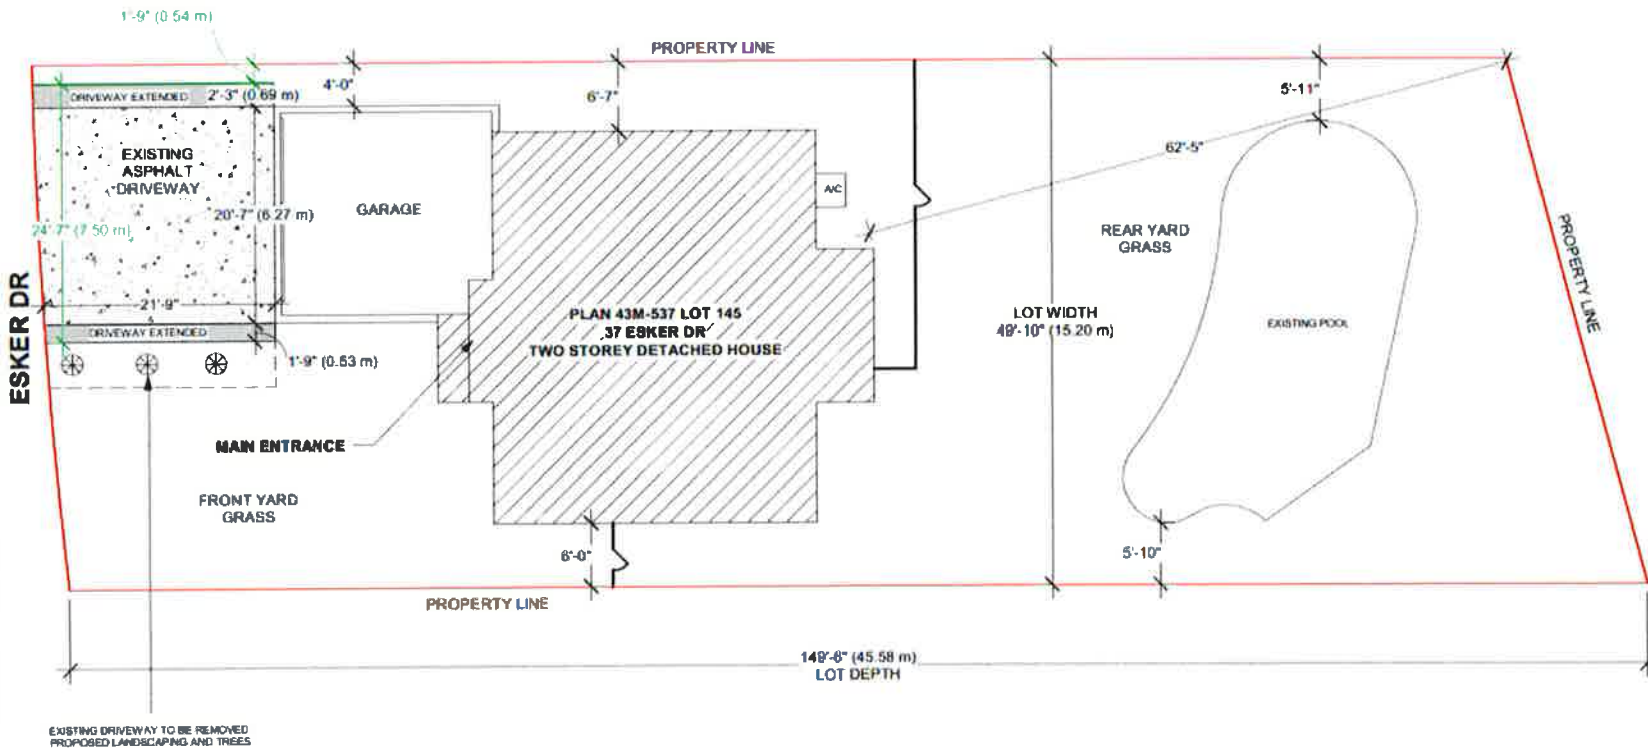 1'-9" (0.54 m)
PROPERTY LINE
DRIVEWAY EXTENDED
2'-3" (0.69 m)
4'-0"
6'-7"
5'-11"
62'-5"
EXISTING
ASPHALT
DRIVEWAY
GARAGE
A/C
20'-7" (6.27 m)
24'-7" (7.50 m)
REAR YARD
GRASS
PROPERTY LINE
ESKER DR
21'-9"
PLAN 43M-537 LOT 145
37 ESKER DR
TWO STOREY DETACHED HOUSE
LOT WIDTH
49'-10" (15.20 m)
EXISTING POOL
DRIVEWAY EXTENDED
1'-9" (0.53 m)
MAIN ENTRANCE
FRONT YARD
GRASS
6'-0"
5'-10"
PROPERTY LINE
149'-6" (45.58 m)
LOT DEPTH
EXISTING DRIVEWAY TO BE REMOVED
PROPOSED LANDSCAPING AND TREES